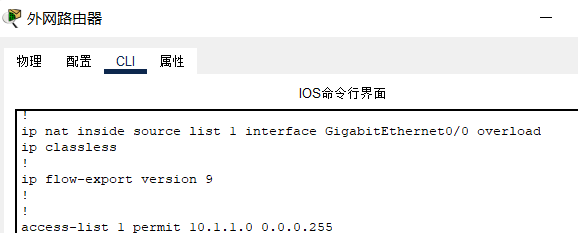 外网路由器
物理 配置 CLI 属性
IOS命令行界面
!
ip nat inside source list 1 interface GigabitEthernet0/0 overload
ip classless
!
ip flow-export version 9
!
!
access-list 1 permit 10.1.1.0 0.0.0.255